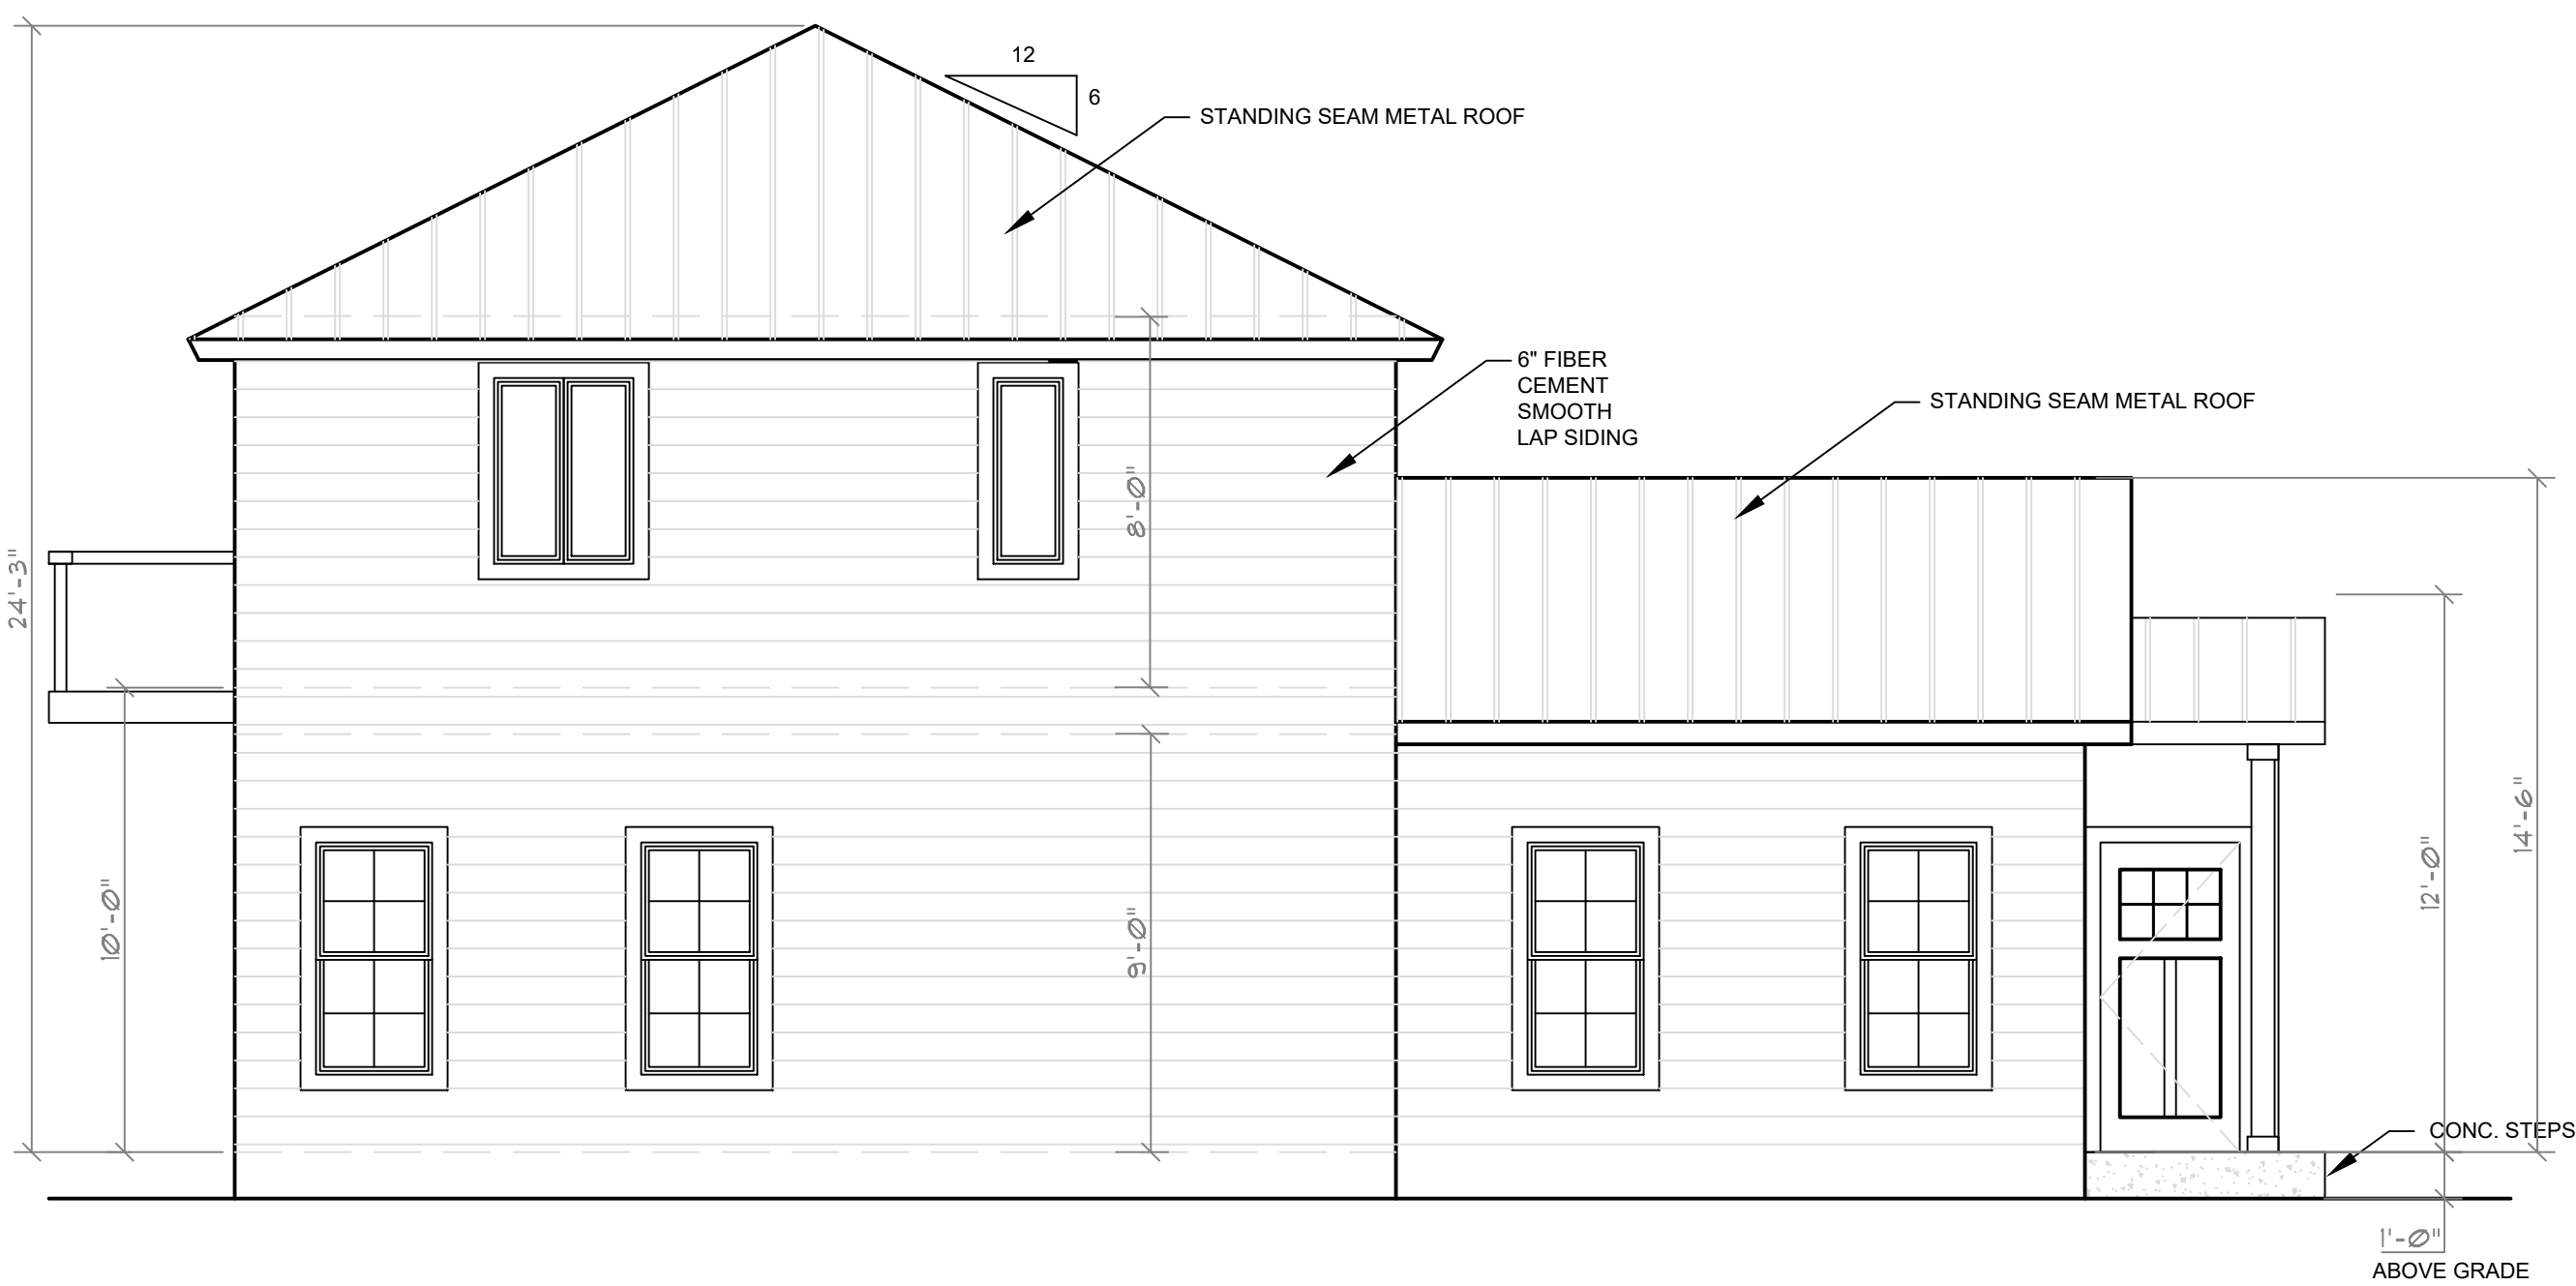 12
6
STANDING SEAM METAL ROOF
6" FIBER
CEMENT
SMOOTH
LAP SIDING
STANDING SEAM METAL ROOF
8'-0"
24'-3"
10'-0"
9'-0"
12'-0"
14'-6"
CONC. STEPS
1'-0"
ABOVE GRADE